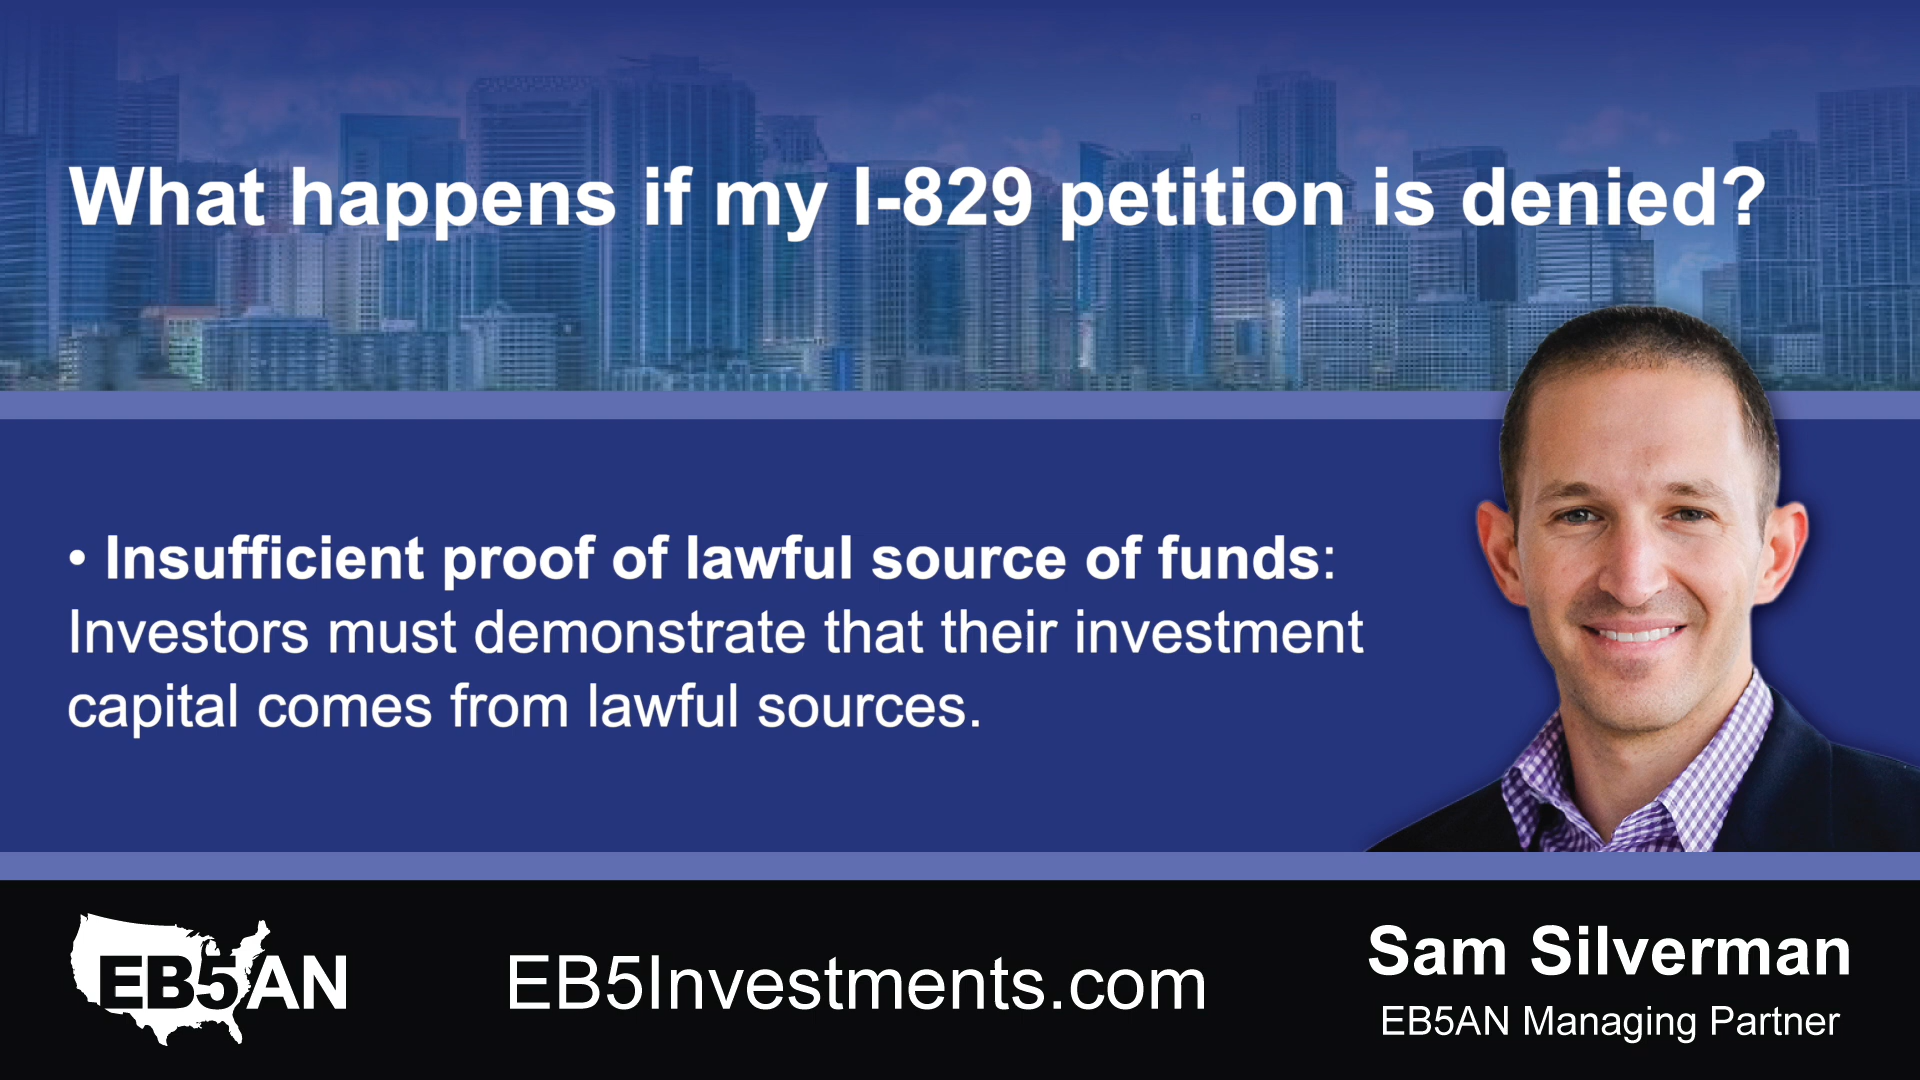 What happens if my I-829 petition is denied?
• Insufficient proof of lawful source of funds:
Investors must demonstrate that their investment
capital comes from lawful sources.
EB5AN
EB5Investments.com
Sam Silverman
EB5AN Managing Partner